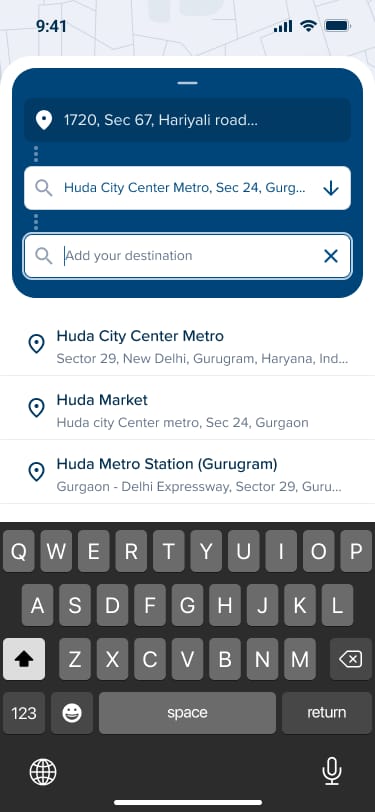 9:41
1720, Sec 67, Hariyali road...
Huda City Center Metro, Sec 24, Gurg...
Add your destination
Huda City Center Metro
Sector 29, New Delhi, Gurugram, Haryana, Ind...
Huda Market
Huda city Center metro, Sec 24, Gurgaon
Huda Metro Station (Gurugram)
Gurgaon - Delhi Expressway, Sector 29, Guru...
Q W E R T Y U I O P
A S D F G H J K L
Z X C V B N M
123 space return